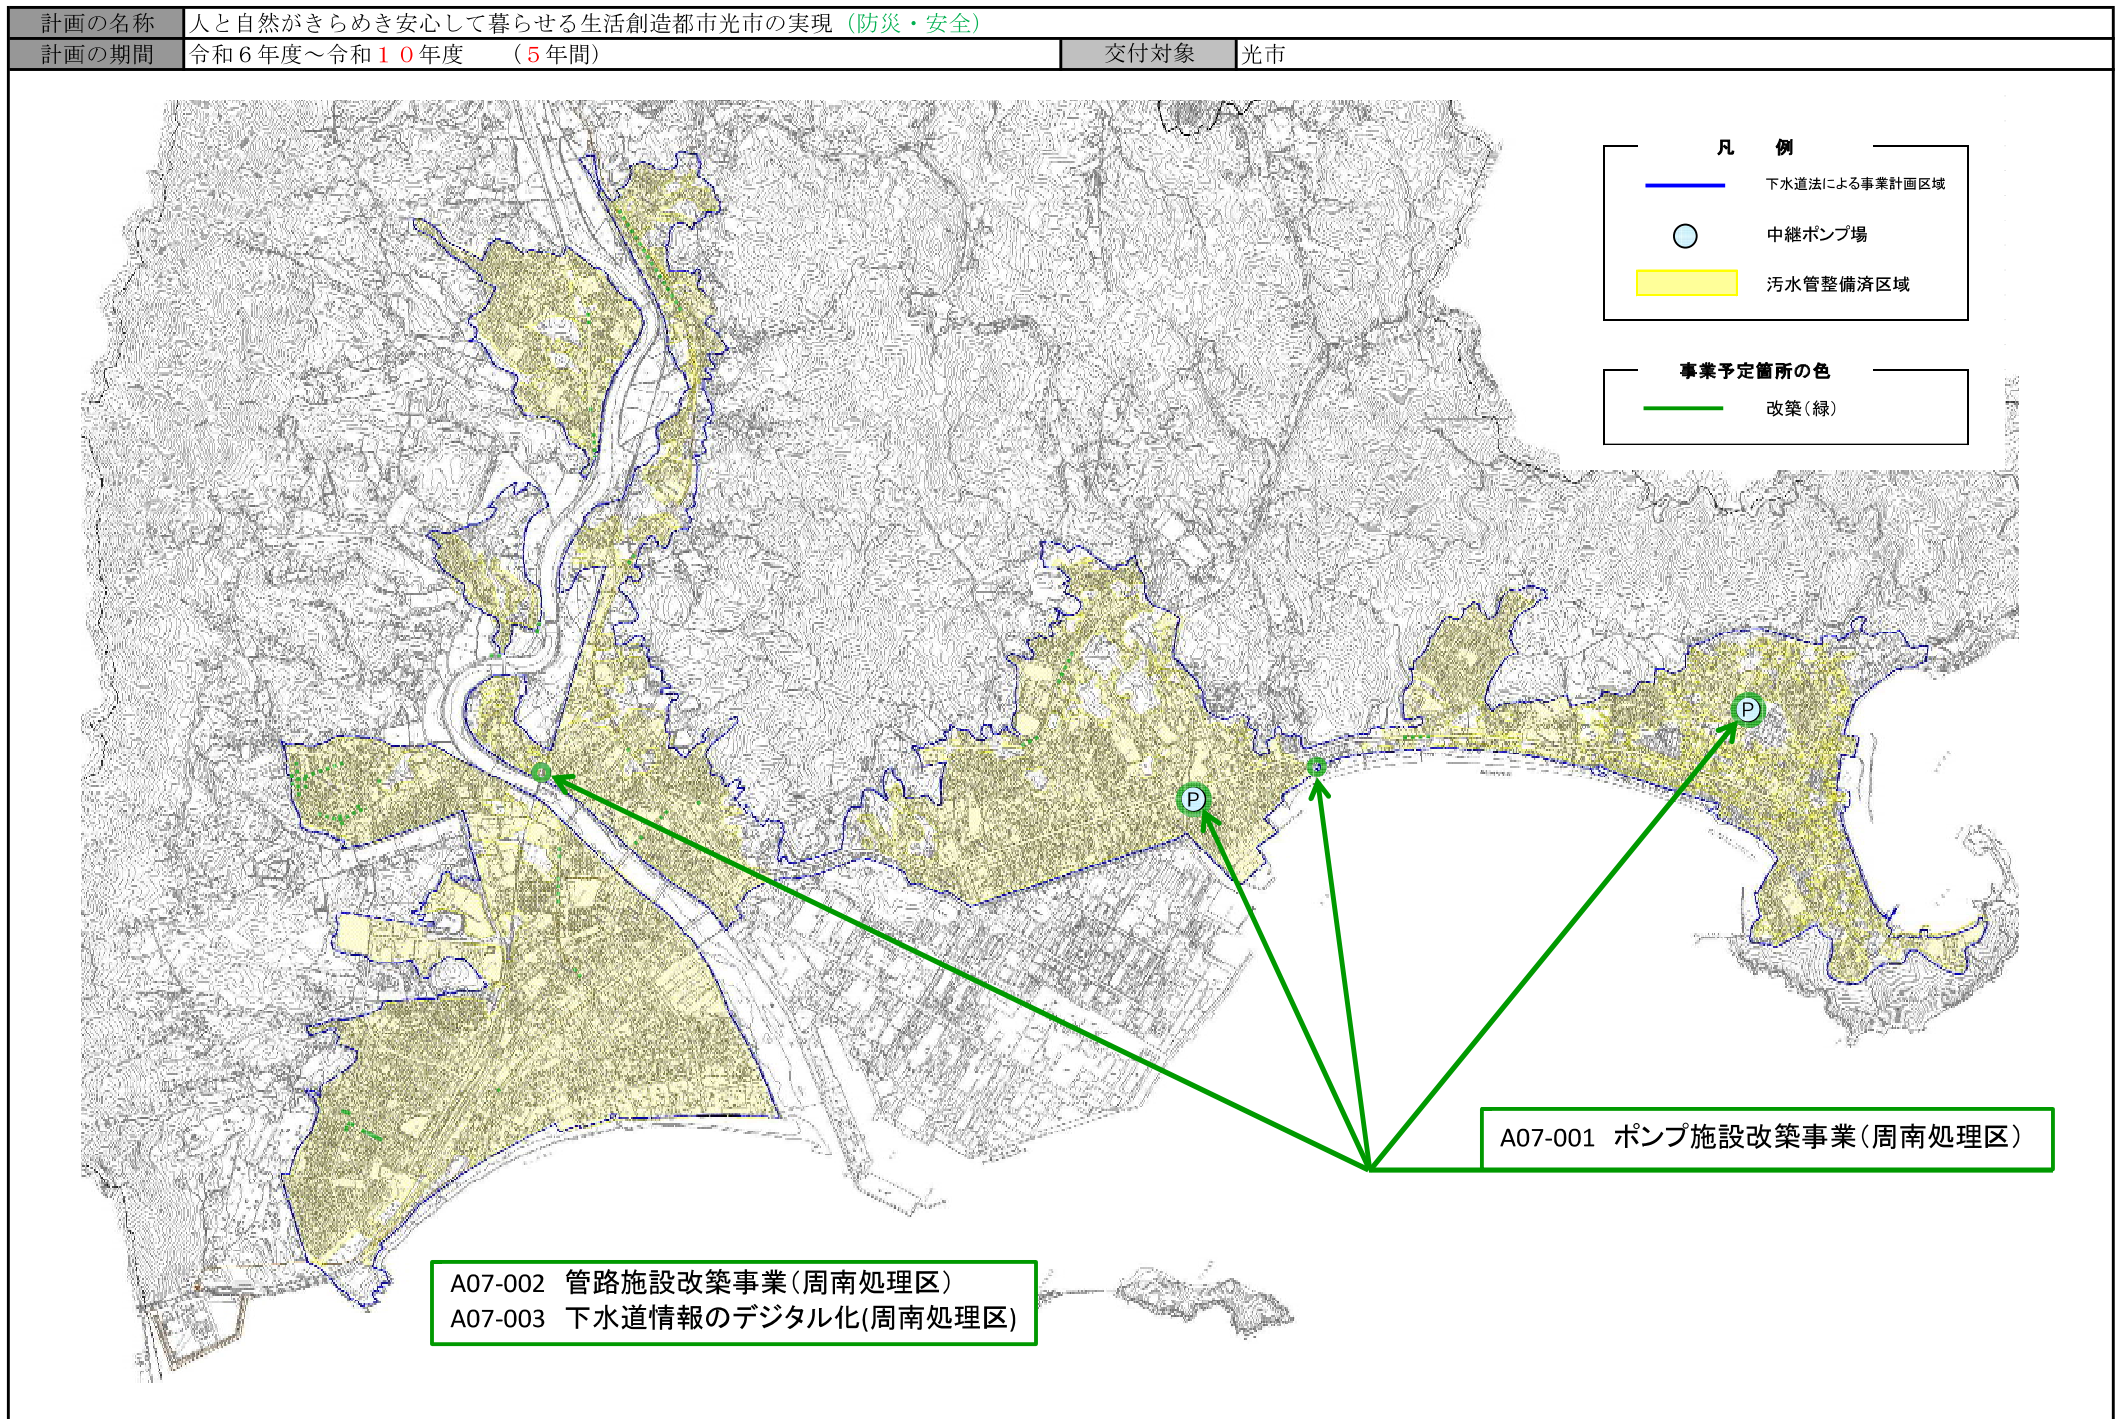 計画の名称 人と自然がきらめき安心して暮らせる生活創造都市光市の実現（防災・安全）
計画の期間 令和６年度～令和１０年度　（５年間） 交付対象 光市
凡　例
下水道法による事業計画区域
中継ポンプ場
汚水管整備済区域
事業予定箇所の色
改築（緑）
P
P
A07-001 ポンプ施設改築事業（周南処理区）
A07-002 管路施設改築事業（周南処理区）
A07-003 下水道情報のデジタル化(周南処理区)